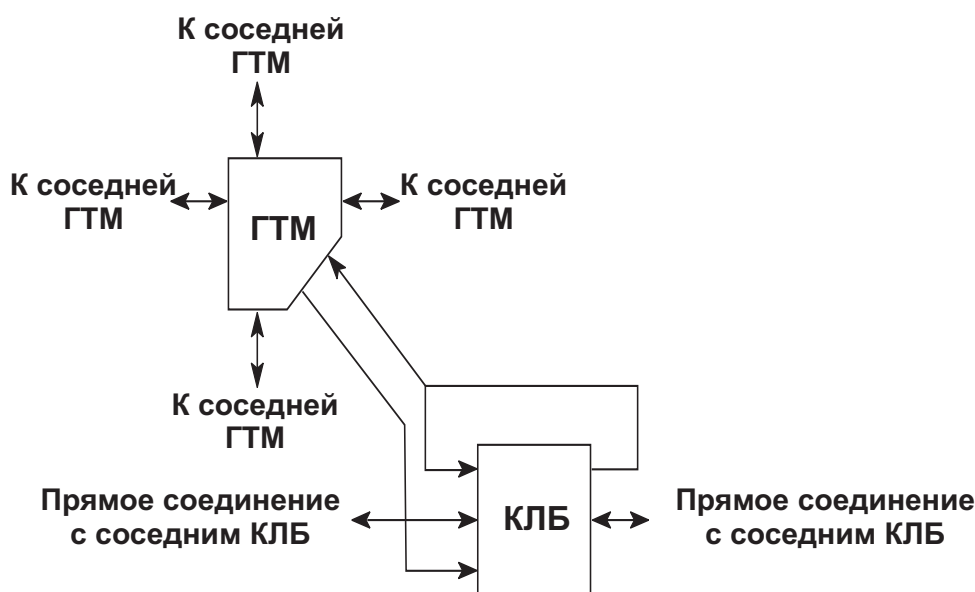 К соседней
ГТМ
К соседней
ГТМ
ГТМ
К соседней
ГТМ
К соседней
ГТМ
Прямое соединение
с соседним КЛБ
КЛБ
Прямое соединение
с соседним КЛБ